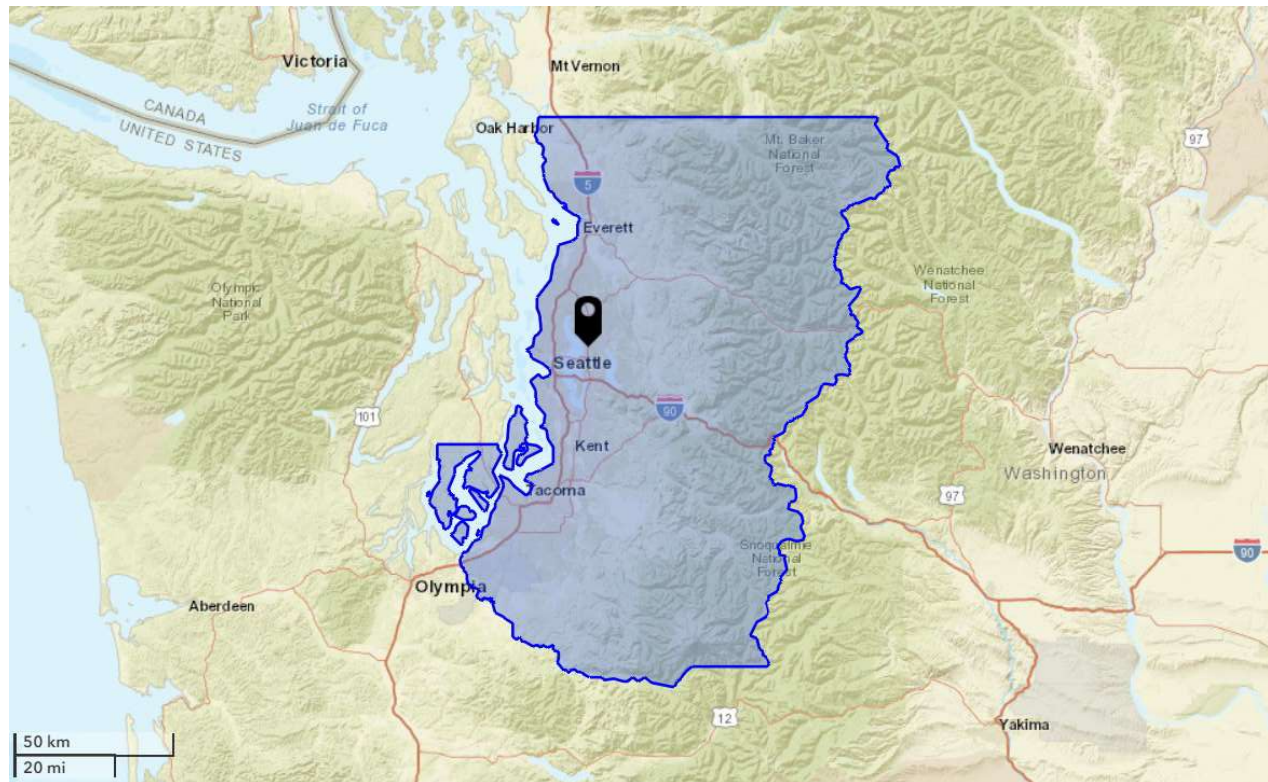 Victoria
Mt Vernon
CANADA
UNITED STATES
Strait of
Juan de Fuca
Oak Harbor
Mt. Baker
National
Forest
97
5
Everett
Olympic
National
Park
Wenatchee
National
Forest
Seattle
101
90
Kent
Wenatchee
Washington
Tacoma
97
Snoqualmie
National
Forest
90
Olympia
Aberdeen
12
Yakima
50 km
20 mi